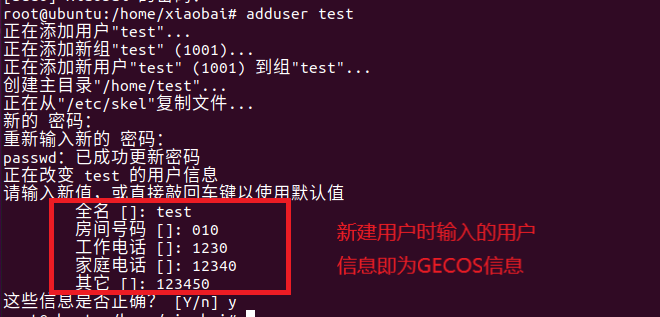 root@ubuntu:/home/xiaobai# adduser test
正在添加用户"test"...
正在添加新组"test" (1001)...
正在添加新用户"test" (1001) 到组"test"...
创建主目录"/home/test"...
正在从"/etc/skel"复制文件...
新的 密码：
重新输入新的 密码：
passwd：已成功更新密码
正在改变 test 的用户信息
请输入新值，或直接敲回车键以使用默认值
全名 []: test
房间号码 []: 010
工作电话 []: 1230
家庭电话 []: 12340
其它 []: 123450
新建用户时输入的用户
信息即为GECOS信息
这些信息是否正确？ [Y/n] y